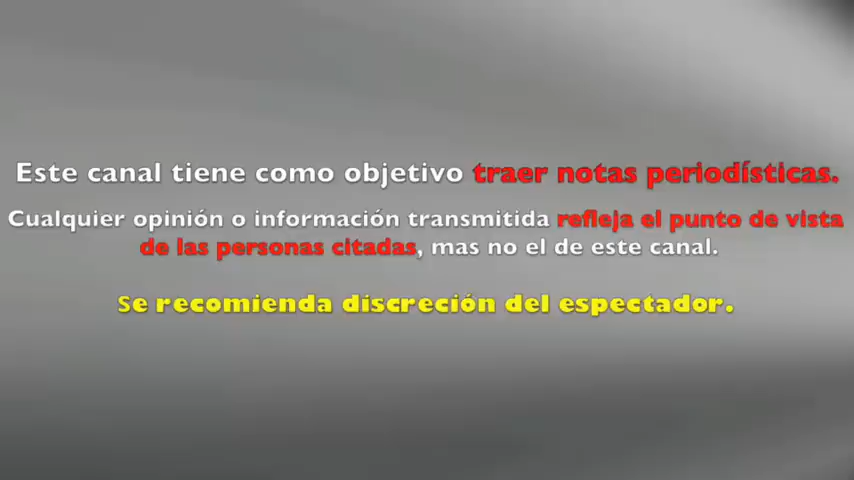 Este canal tiene como objetivo traer notas periodísticas.
Cualquier opinión o información transmitida refleja el punto de vista
de las personas citadas, mas no el de este canal.
Se recomienda discreción del espectador.